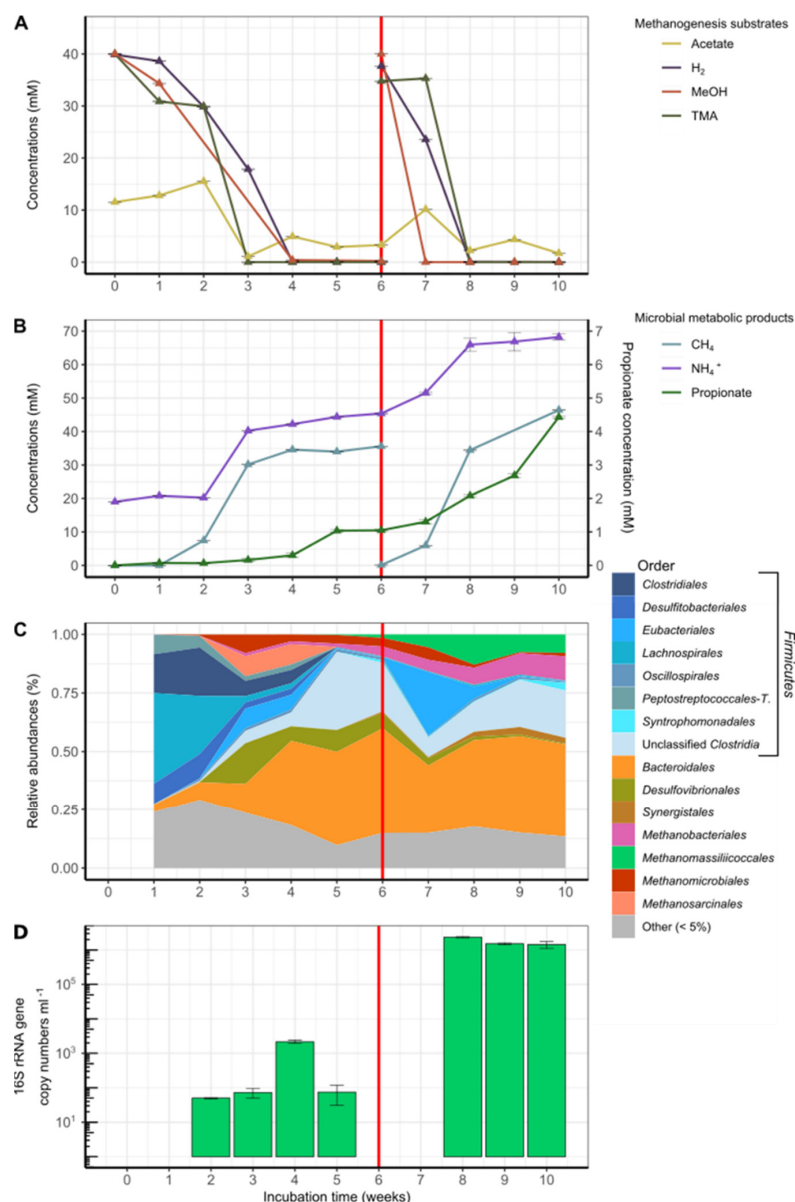 A
Concentrations (mM)
40
30
20
10
0
0 1 2 3 4 5 6 7 8 9 10
Methanogenesis substrates
Acetate
H₂
MeOH
TMA
B
Concentrations (mM)
70
60
50
40
30
20
10
0
0 1 2 3 4 5 6 7 8 9 10
7
6
5
4
3
2
1
0
Propionate concentration (mM)
Microbial metabolic products
CH₄
NH₄⁺
Propionate
C
Relative abundances (%)
1.00
0.75
0.50
0.25
0.00
0 1 2 3 4 5 6 7 8 9 10
Order
Clostridiales
Desulfitobacteriales
Eubacteriales
Lachnospirales
Oscillospirales
Peptostreptococcales-T.
Syntrophomonadales
Unclassified Clostridia
Firmicutes
Bacteroidales
Desulfovibrionales
Synergistales
Methanobacteriales
Methanomassiliicoccales
Methanomicrobiales
Methanosarcinales
Other (< 5%)
D
16S rRNA gene
copy numbers ml⁻¹
10⁵
10³
10¹
0 1 2 3 4 5 6 7 8 9 10
Incubation time (weeks)